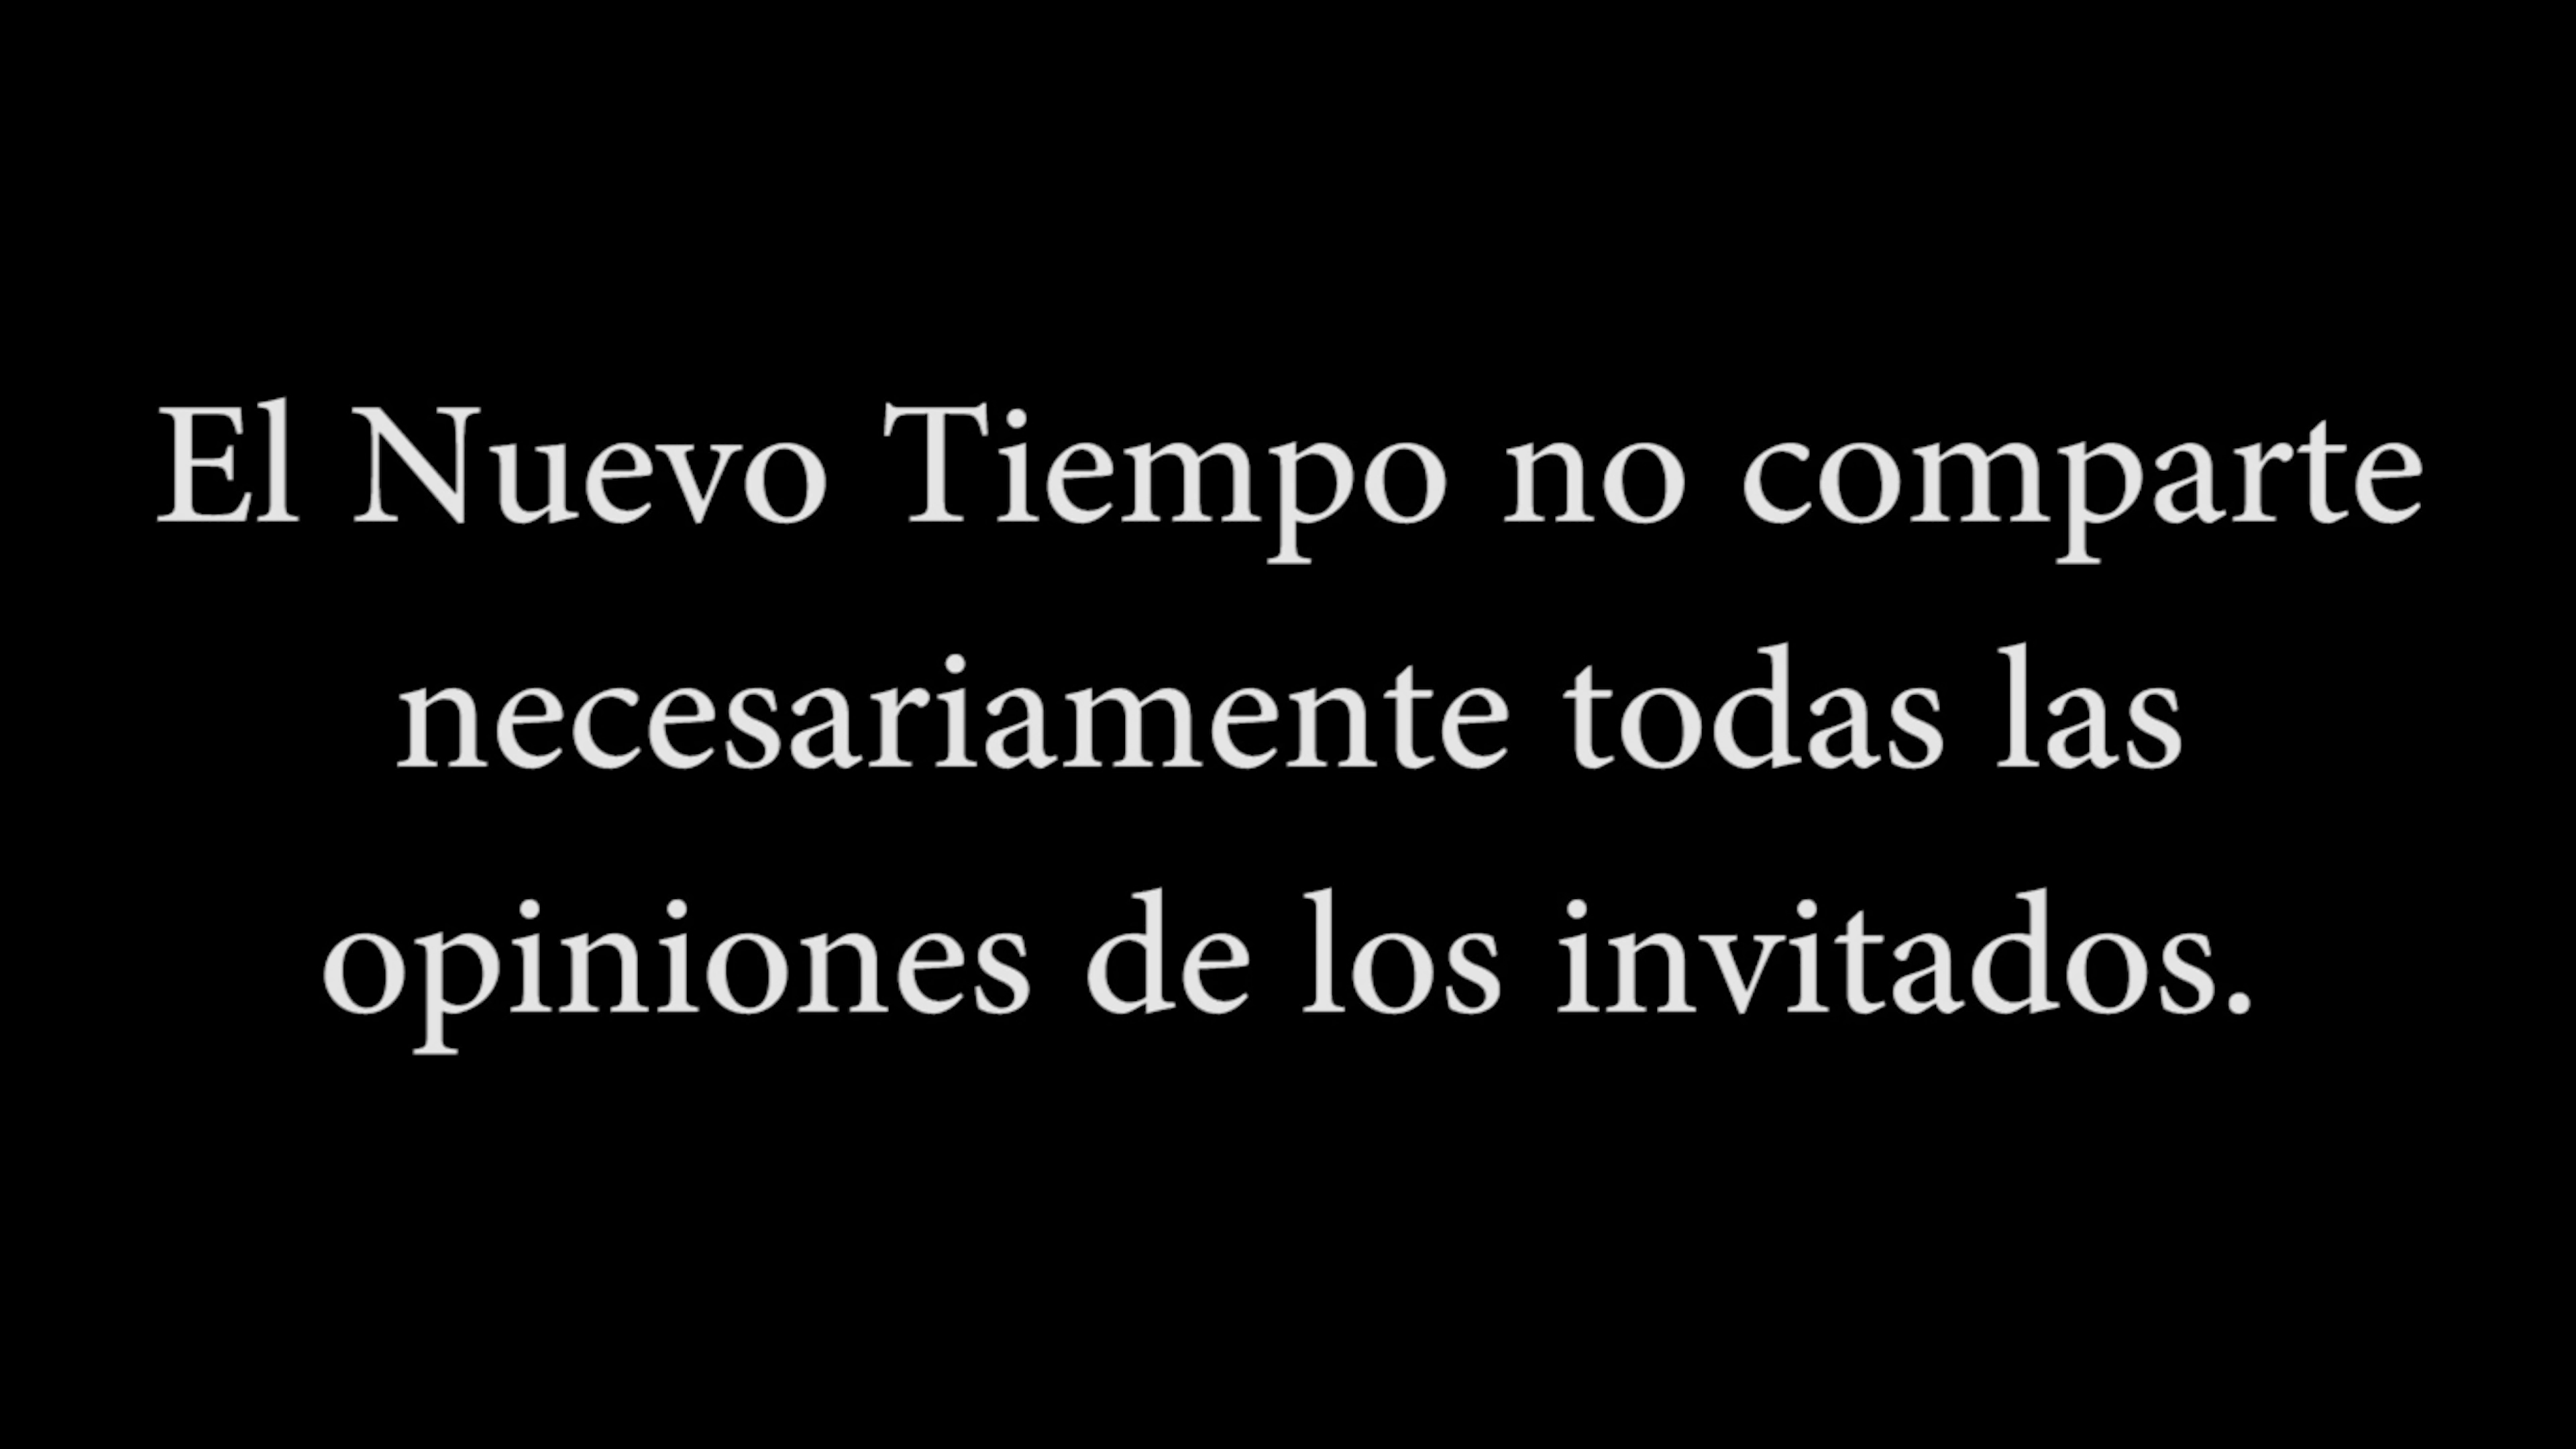 El Nuevo Tiempo no comparte
necesariamente todas las
opiniones de los invitados.